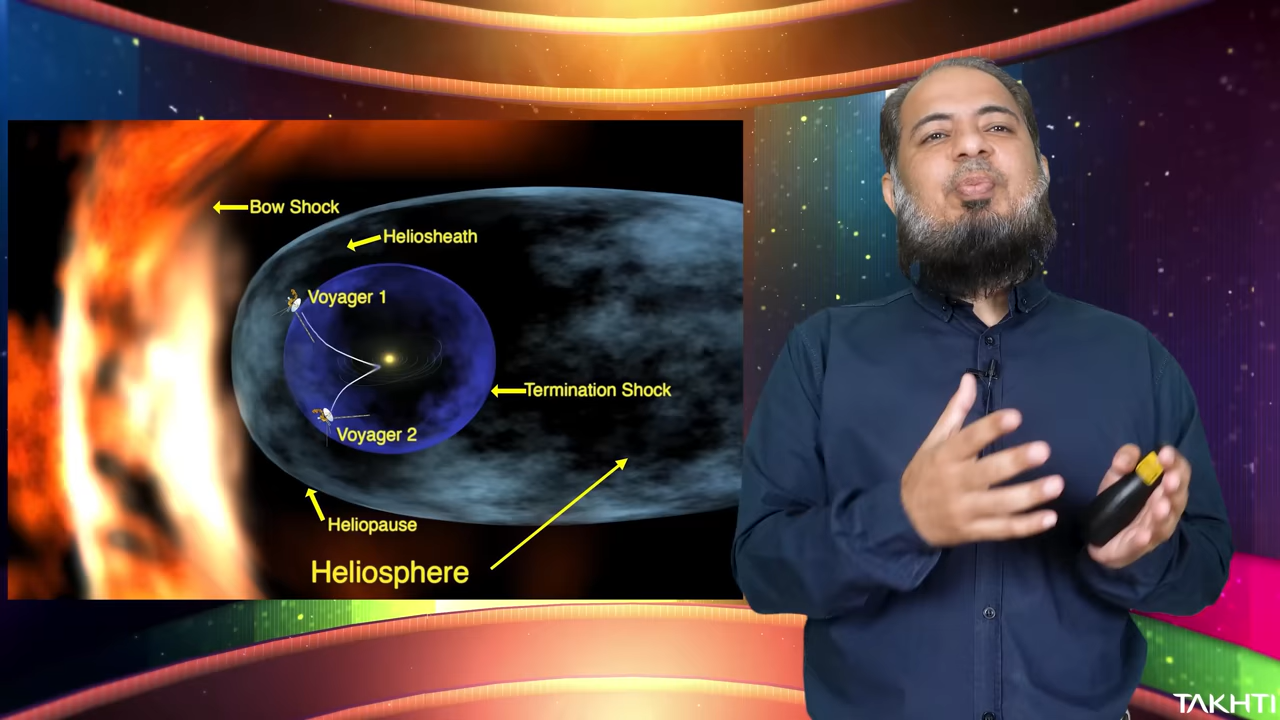 Bow Shock
Heliosheath
Voyager 1
Termination Shock
Voyager 2
Heliopause
Heliosphere
TAKHTI